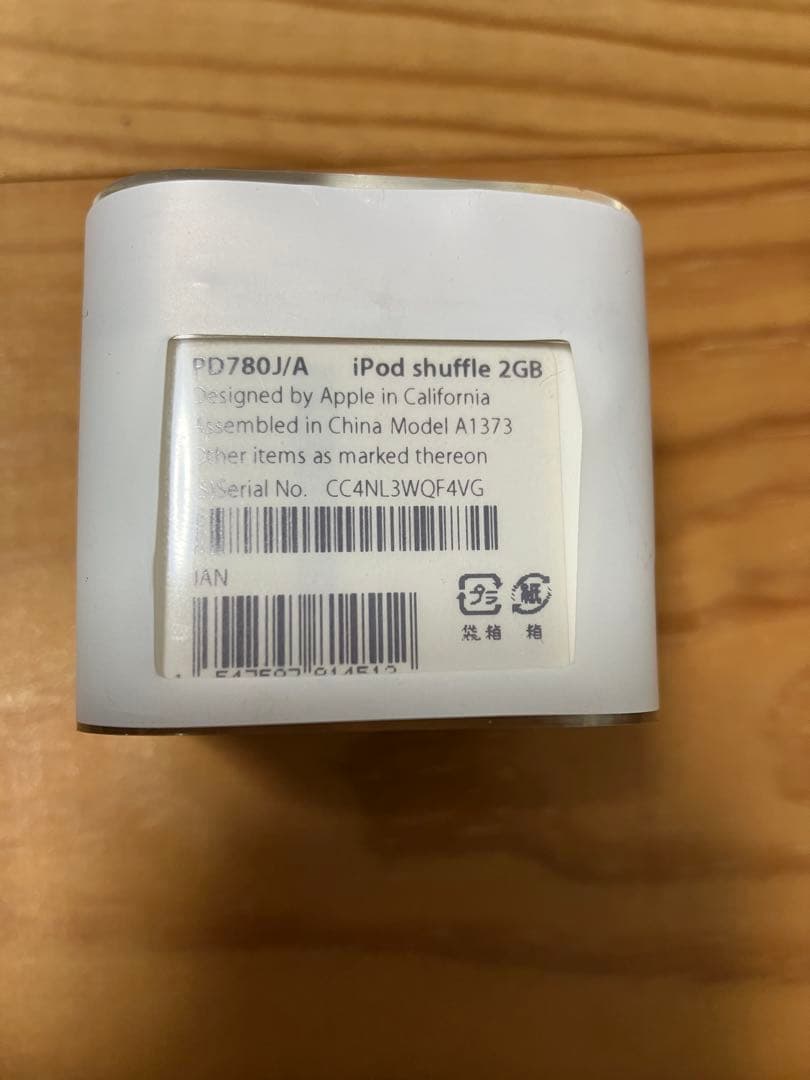 PD780J/A iPod shuffle 2GB
Designed by Apple in California
Assembled in China Model A1373
Other items as marked thereon
(S) Serial No. CC4NL3WQF4VG
JAN
プラ 紙
袋 箱 箱